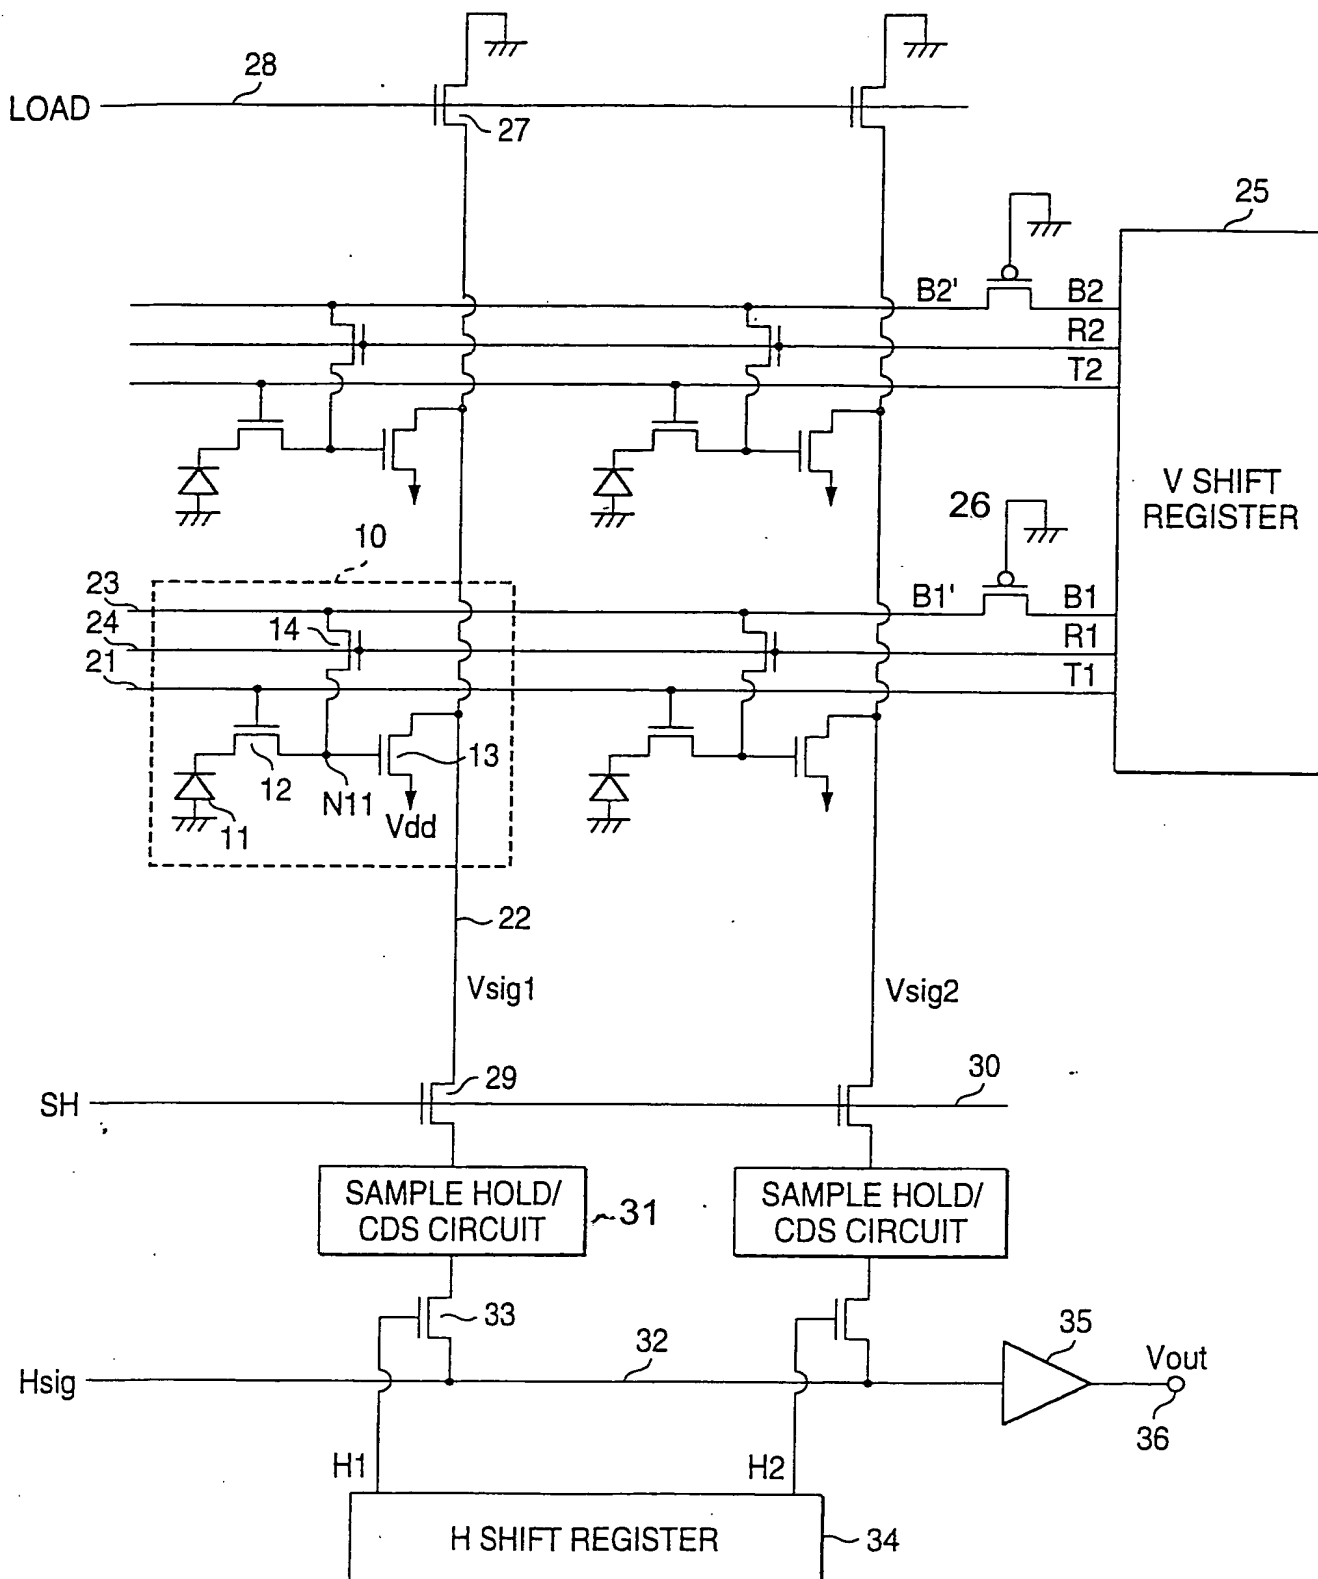 28
LOAD
27
25
B2' B2
R2
T2
V SHIFT
REGISTER
26
10
23
B1' B1
24
14
R1
21
T1
13
12
N11
11
Vdd
22
Vsig1
Vsig2
29
30
SH
SAMPLE HOLD/
CDS CIRCUIT
31
SAMPLE HOLD/
CDS CIRCUIT
33
32
35
Vout
Hsig
36
H1
H2
H SHIFT REGISTER
34